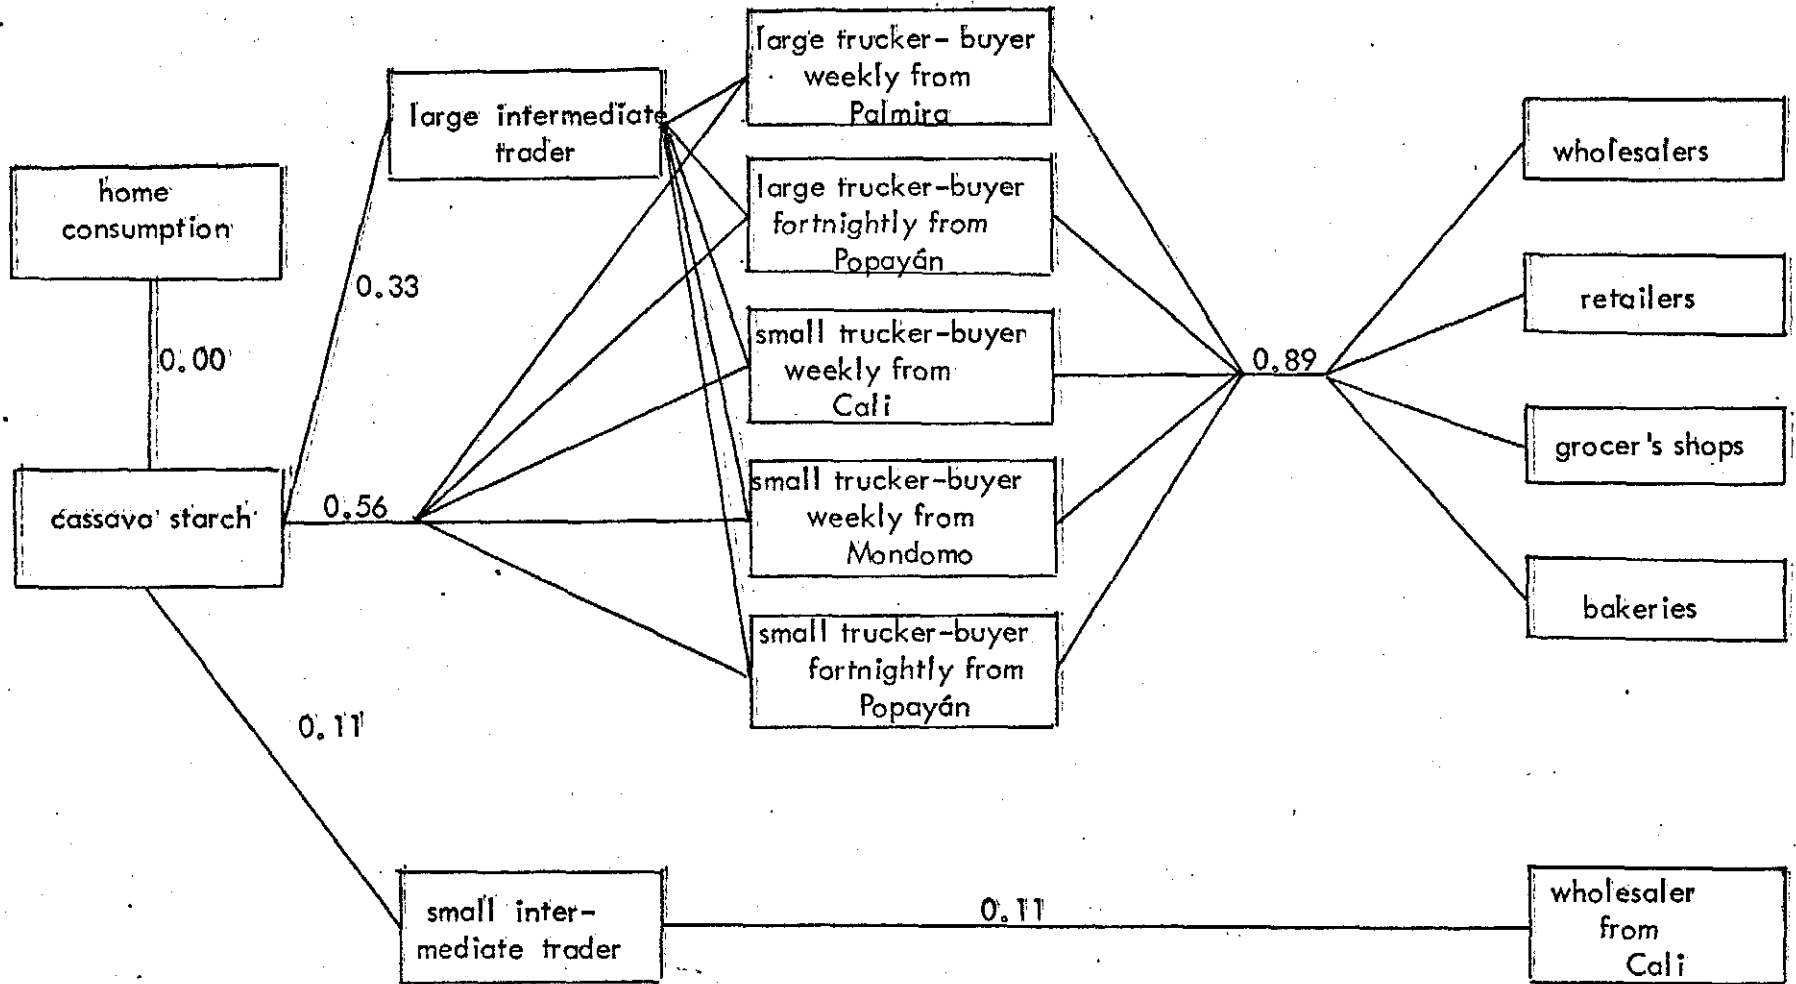 home
consumption
0.00
cassava starch
0.33
0.56
0.11
large intermediate
trader
large trucker- buyer
weekly from
Palmira
large trucker-buyer
fortnightly from
Popayán
small trucker-buyer
weekly from
Cali
small trucker-buyer
weekly from
Mondomo
small trucker-buyer
fortnightly from
Popayán
0.89
wholesalers
retailers
grocer's shops
bakeries
small inter-
mediate trader
0.11
wholesaler
from
Cali